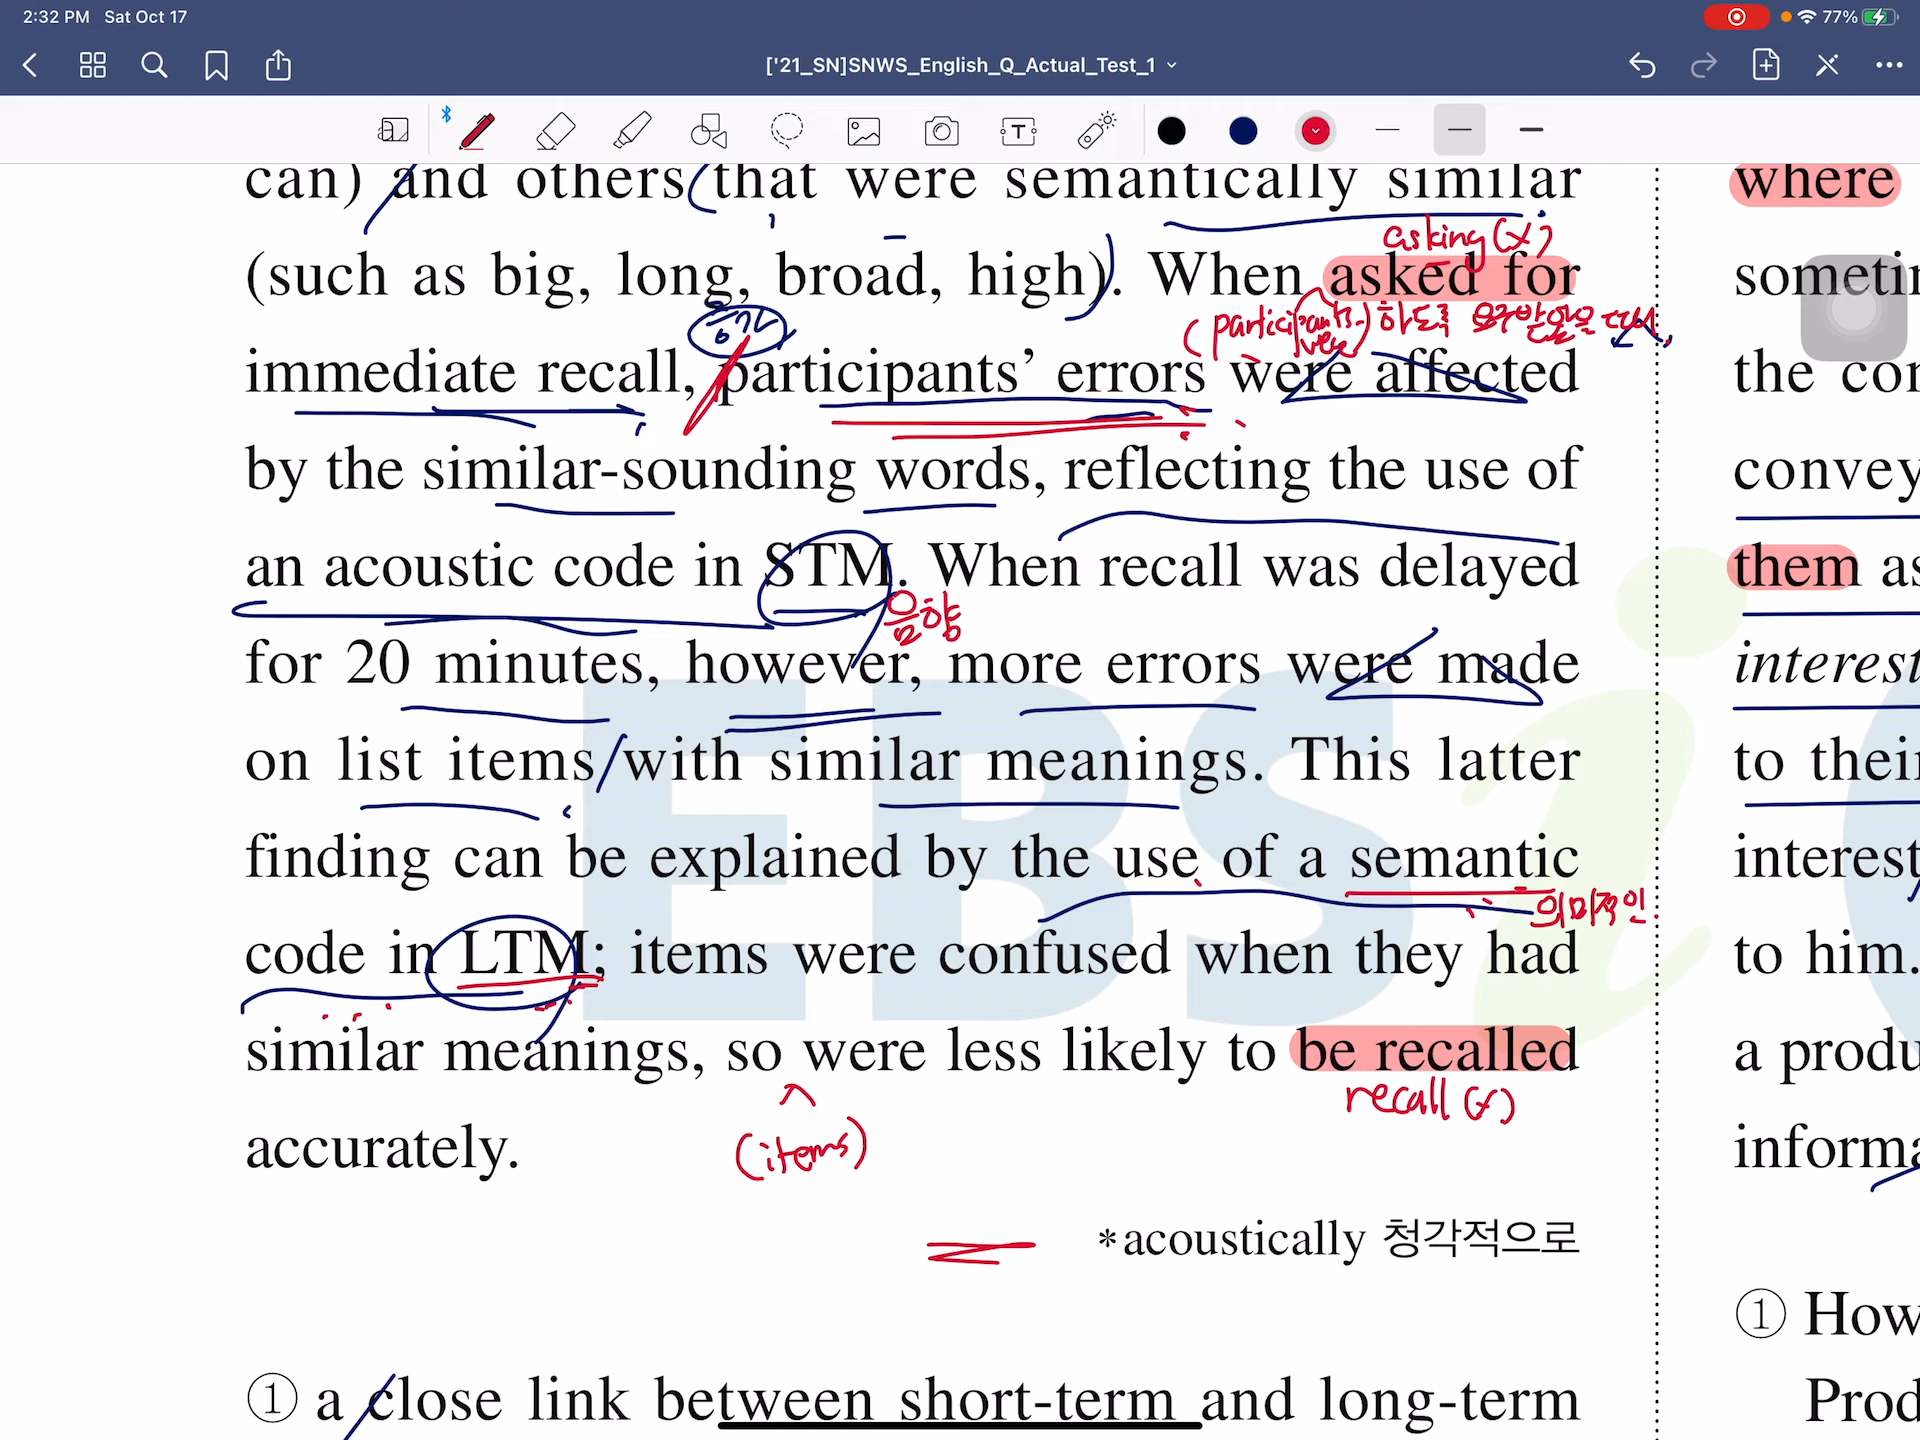 2:32 PM Sat Oct 17
77%
['21_SN]SNWS_English_Q_Actual_Test_1
can) and others that were semantically similar
asking (x)
(such as big, long, broad, high). When asked for
(participants were) 하도록 요구받았을 때
immediate recall, participants' errors were affected
by the similar-sounding words, reflecting the use of
an acoustic code in STM. When recall was delayed
음향
for 20 minutes, however, more errors were made
on list items with similar meanings. This latter
finding can be explained by the use of a semantic
의미적인
code in LTM; items were confused when they had
similar meanings, so were less likely to be recalled
recall (x)
(items)
accurately.
*acoustically 청각적으로
① a close link between short-term and long-term
where
the
convey
them as
interest
to their
interest
to him.
a
① How
EBSi